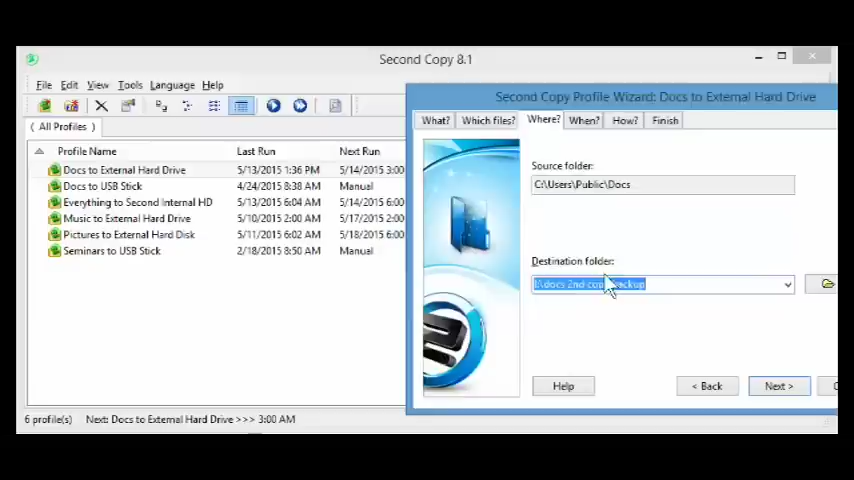 Second Copy 8.1
File Edit View Tools Language Help
( All Profiles )
Profile Name Last Run Next Run
Docs to External Hard Drive 5/13/2015 1:36 PM 5/14/2015 3:00
Docs to USB Stick 4/24/2015 8:38 AM Manual
Everything to Second Internal HD 5/13/2015 6:04 AM 5/14/2015 6:00
Music to External Hard Drive 5/10/2015 2:00 AM 5/17/2015 2:00
Pictures to External Hard Disk 5/11/2015 6:02 AM 5/18/2015 6:00
Seminars to USB Stick 2/18/2015 8:50 AM Manual
6 profile(s) Next: Docs to External Hard Drive >>> 3:00 AM
Second Copy Profile Wizard: Docs to External Hard Drive
What? Which files? Where? When? How? Finish
Source folder:
C:\Users\Public\Docs
Destination folder:
I:\docs 2nd copy backup
Help < Back Next >